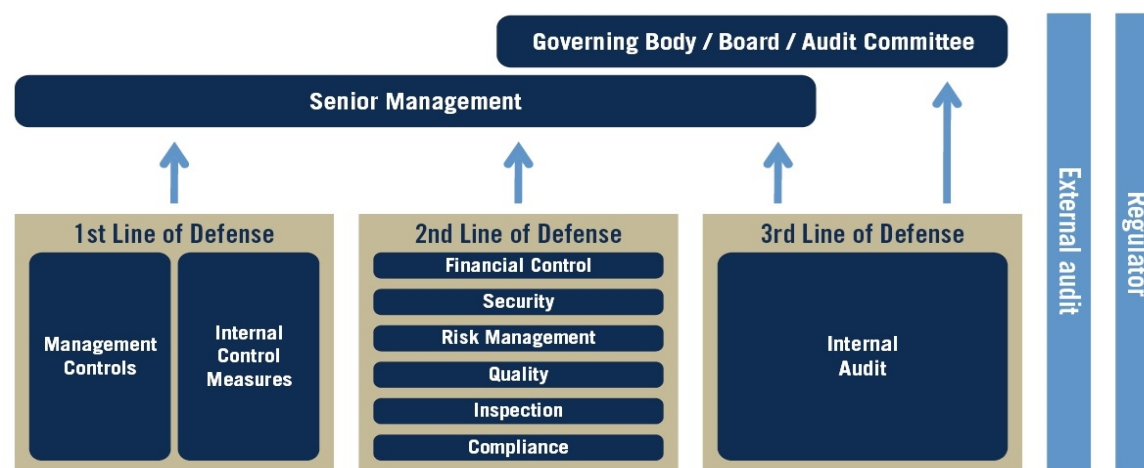 Governing Body / Board / Audit Committee
Senior Management
1st Line of Defense
Management
Controls
Internal
Control
Measures
2nd Line of Defense
Financial Control
Security
Risk Management
Quality
Inspection
Compliance
3rd Line of Defense
Internal
Audit
External audit
Regulator